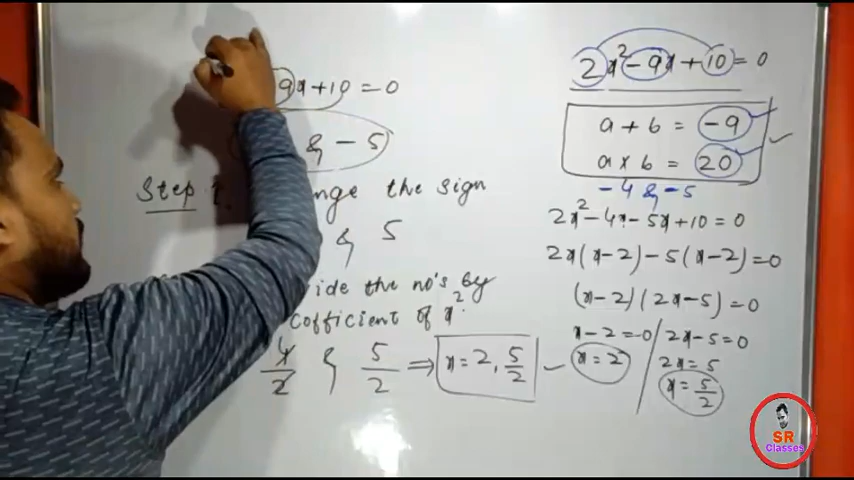 9x+10=0
& -5
Step 1. nge the sign
& 5
ide the no's by
cofficient of x².
4/2 & 5/2 ⇒ x=2, 5/2 ✓
2x²-9x+10=0
a+b = -9
a×b = 20 ✓
-4 & -5
2x²-4x-5x+10=0
2x(x-2)-5(x-2)=0
(x-2)(2x-5)=0
x-2=0 / 2x-5=0
x=2 2x=5
x=5/2
SR
Classes